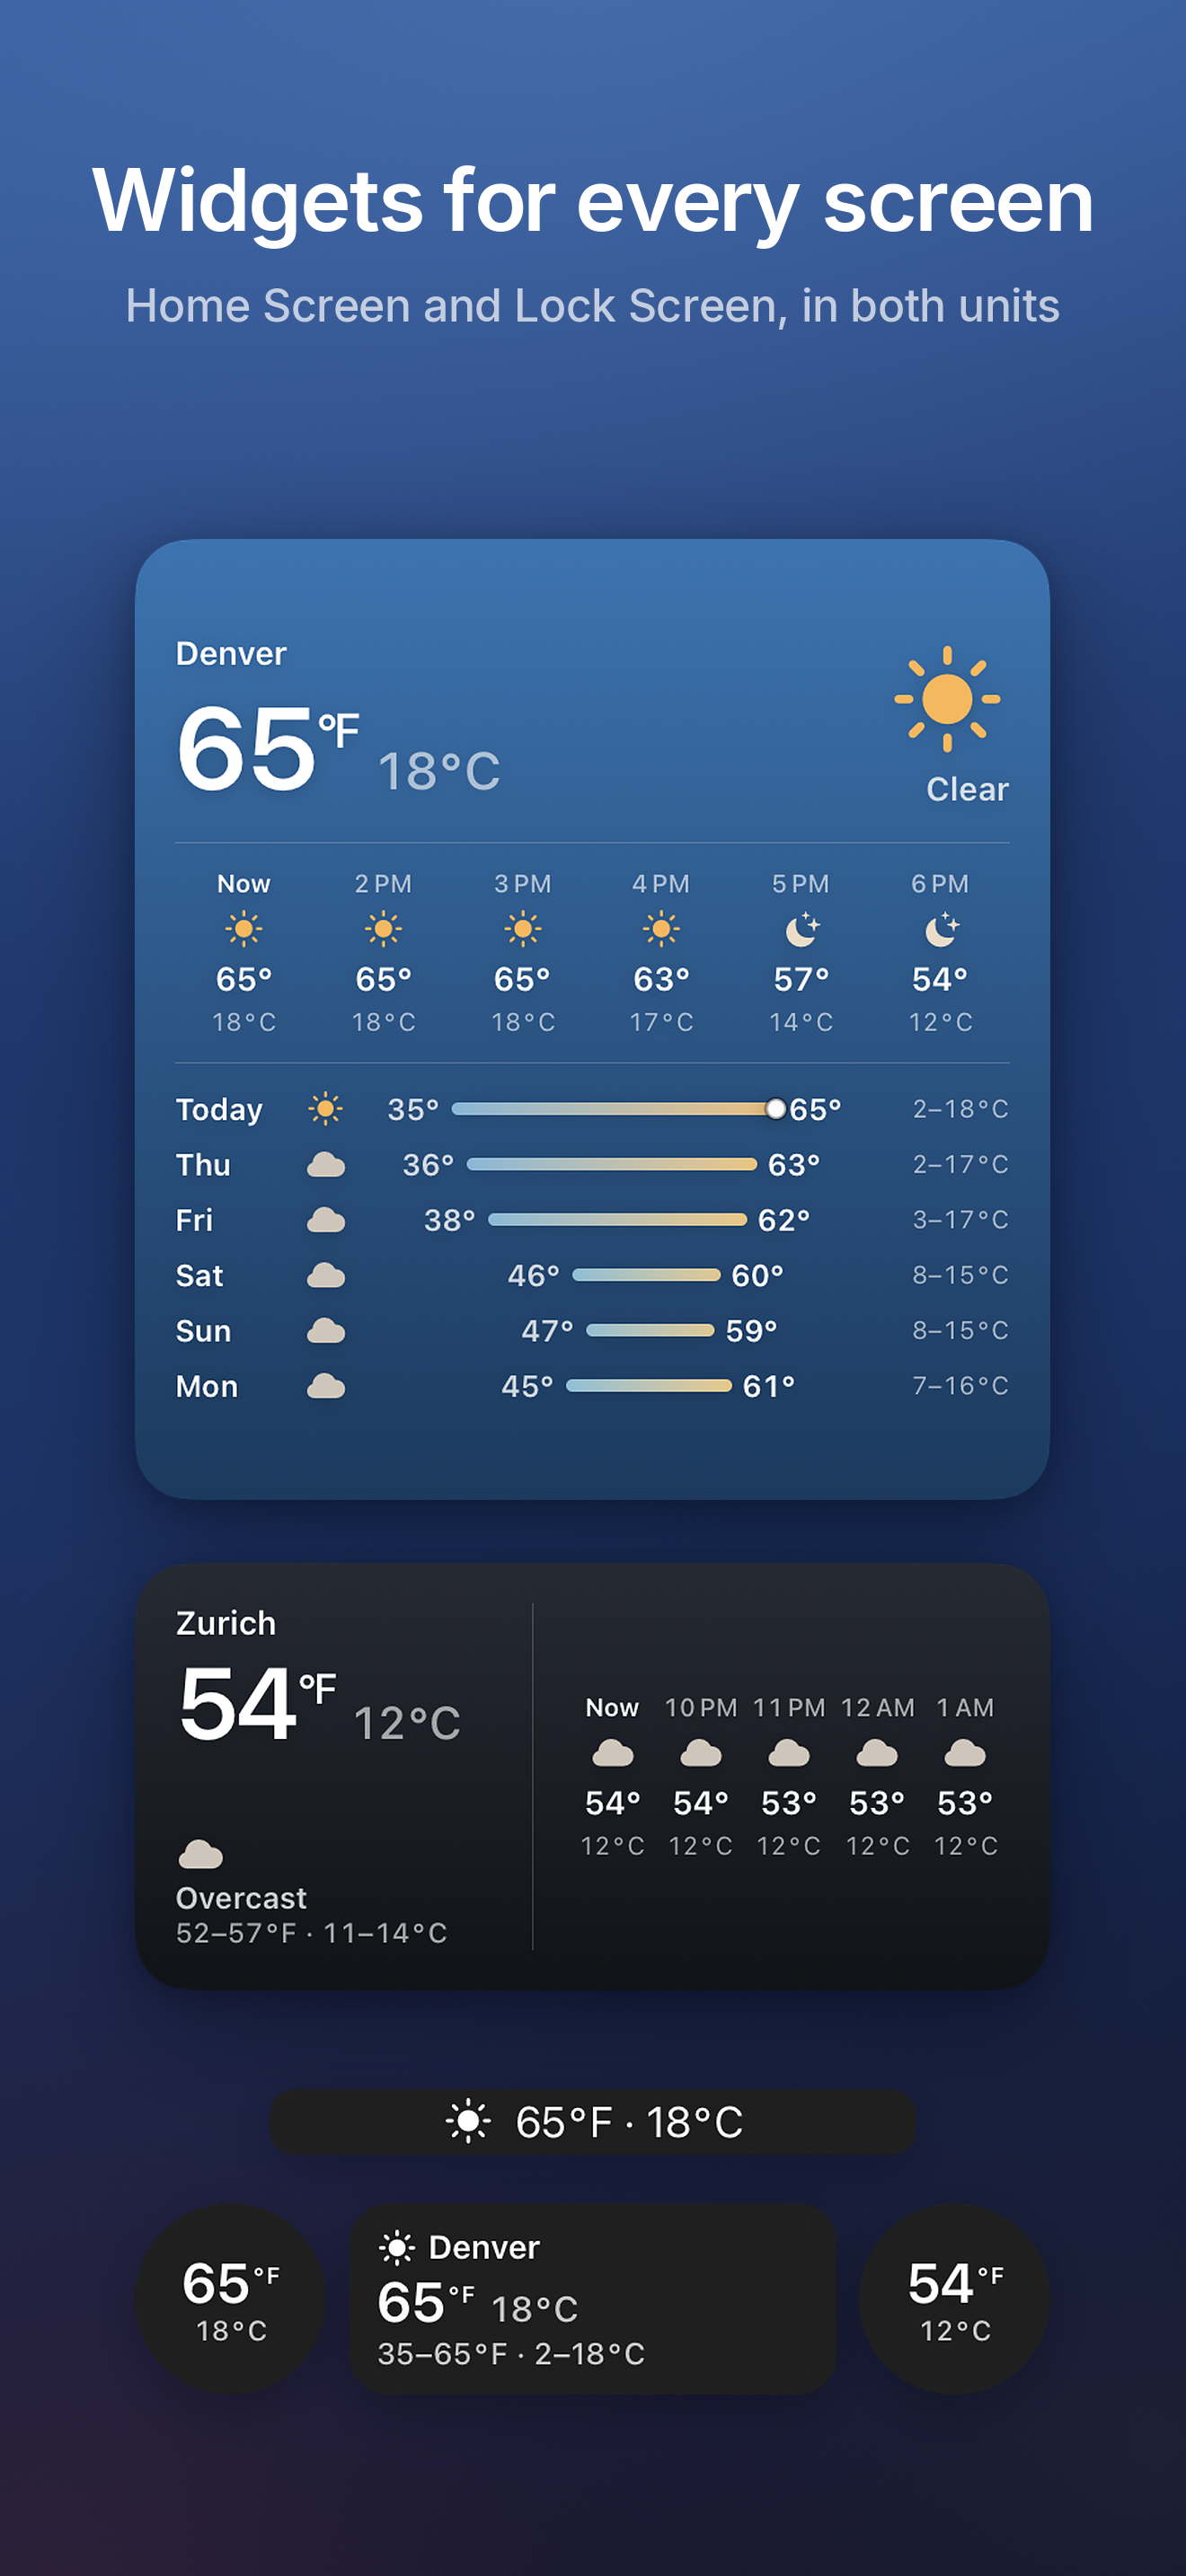 Widgets for every screen
Home Screen and Lock Screen, in both units
Denver
65°F 18°C
Clear
Now 2 PM 3 PM 4 PM 5 PM 6 PM
65° 65° 65° 63° 57° 54°
18°C 18°C 18°C 17°C 14°C 12°C
Today 35° 65° 2–18°C
Thu 36° 63° 2–17°C
Fri 38° 62° 3–17°C
Sat 46° 60° 8–15°C
Sun 47° 59° 8–15°C
Mon 45° 61° 7–16°C
Zurich
54°F 12°C
Overcast
52–57°F · 11–14°C
Now 10 PM 11 PM 12 AM 1 AM
54° 54° 53° 53° 53°
12°C 12°C 12°C 12°C 12°C
65°F · 18°C
65°F
18°C
Denver
65°F 18°C
35–65°F · 2–18°C
54°F
12°C